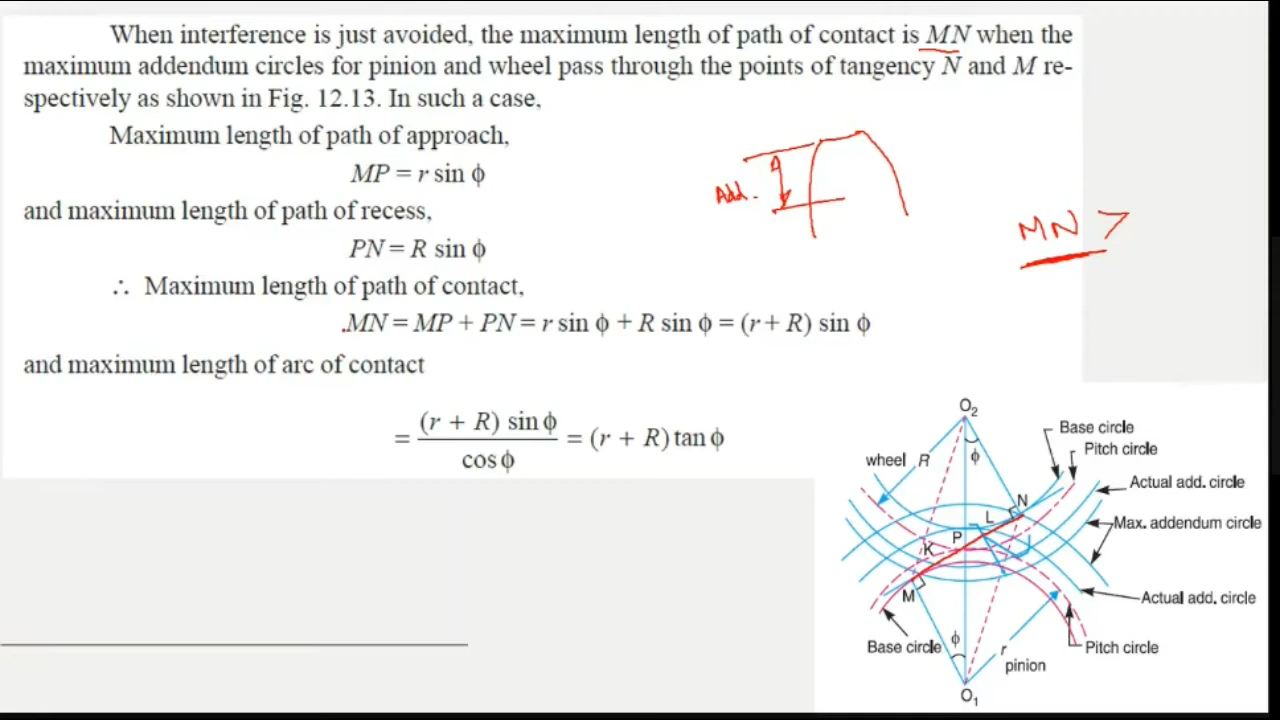 When interference is just avoided, the maximum length of path of contact is MN when the
maximum addendum circles for pinion and wheel pass through the points of tangency N and M re-
spectively as shown in Fig. 12.13. In such a case,
Maximum length of path of approach,
MP = r sin ϕ
and maximum length of path of recess,
PN = R sin ϕ
∴ Maximum length of path of contact,
MN = MP + PN = r sin ϕ + R sin ϕ = (r + R) sin ϕ
and maximum length of arc of contact
= (r + R) sin ϕ / cos ϕ = (r + R) tan ϕ
Add.
MN >
O₂
Base circle
Pitch circle
wheel R
ϕ
Actual add. circle
N
L
Max. addendum circle
P
K
M
Actual add. circle
Base circle
ϕ
r
pinion
Pitch circle
O₁